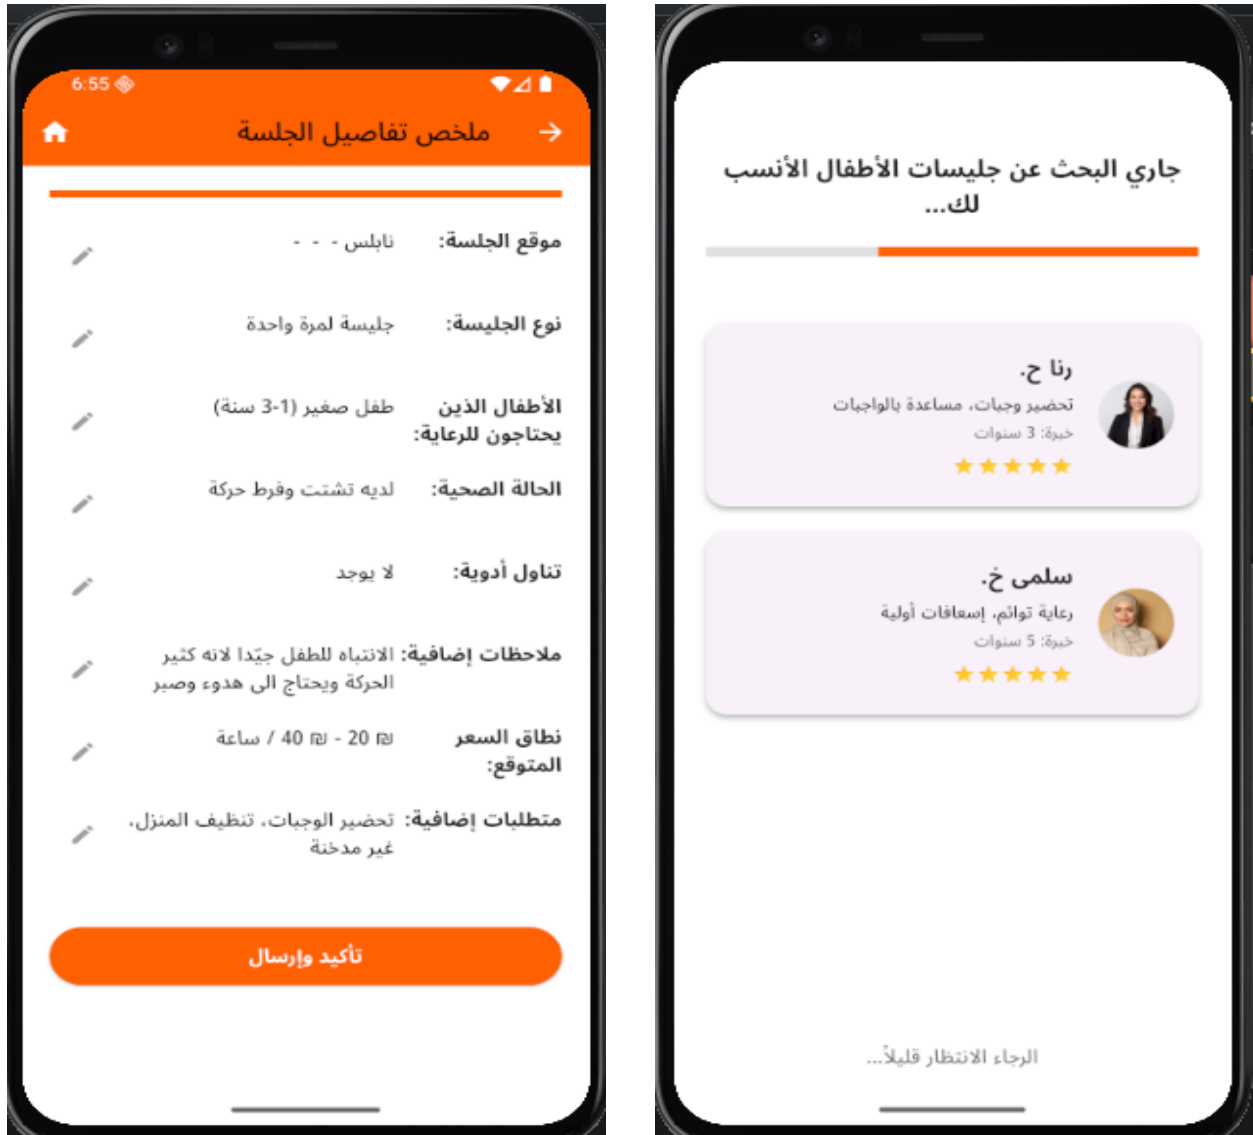 6:55
ملخص تفاصيل الجلسة
موقع الجلسة: نابلس - - -
نوع الجليسة: جليسة لمرة واحدة
الأطفال الذين يحتاجون للرعاية: طفل صغير (1-3 سنة)
الحالة الصحية: لديه تشتت وفرط حركة
تناول أدوية: لا يوجد
ملاحظات إضافية: الانتباه للطفل جيّدا لانه كثير
الحركة ويحتاج الى هدوء وصبر
نطاق السعر المتوقع: ₪ 20 - ₪ 40 / ساعة
متطلبات إضافية: تحضير الوجبات، تنظيف المنزل،
غير مدخنة
تأكيد وإرسال
جاري البحث عن جليسات الأطفال الأنسب
لك...
رنا ح.
تحضير وجبات، مساعدة بالواجبات
خبرة: 3 سنوات
سلمى خ.
رعاية توائم، إسعافات أولية
خبرة: 5 سنوات
الرجاء الانتظار قليلاً...